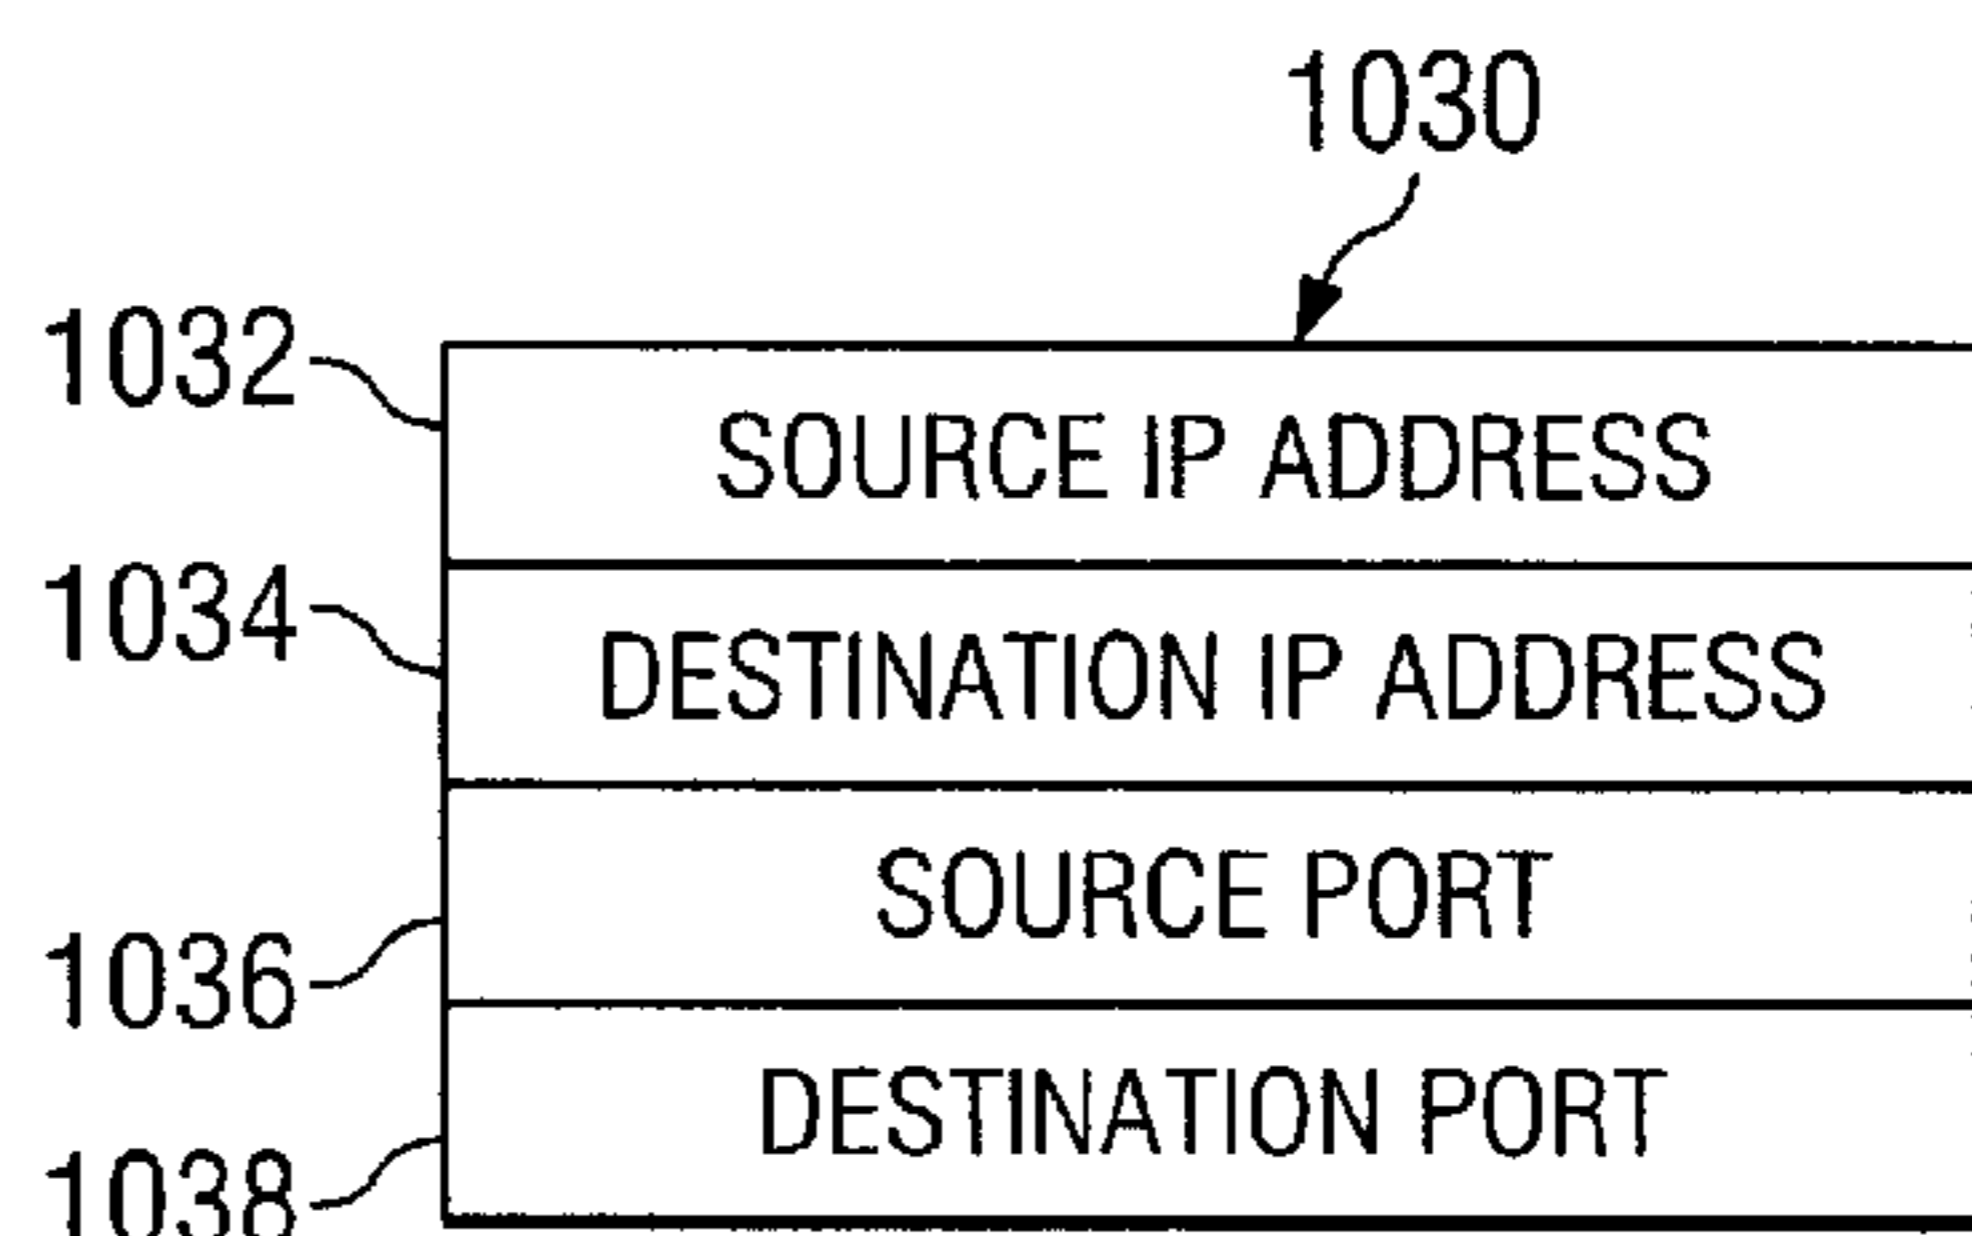 1030
1032
SOURCE IP ADDRESS
1034
DESTINATION IP ADDRESS
SOURCE PORT
1036
DESTINATION PORT
1038